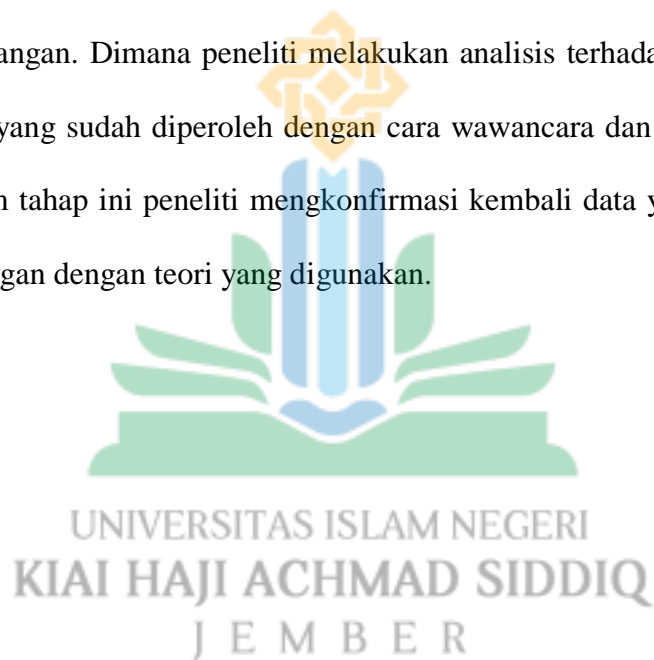 angan. Dimana peneliti melakukan analisis terhada
yang sudah diperoleh dengan cara wawancara dan
tahap ini peneliti mengkonfirmasi kembali data y
gan dengan teori yang digunakan.
UNIVERSITAS ISLAM NEGERI
KIAI HAJI ACHMAD SIDDIQ
JEMBER